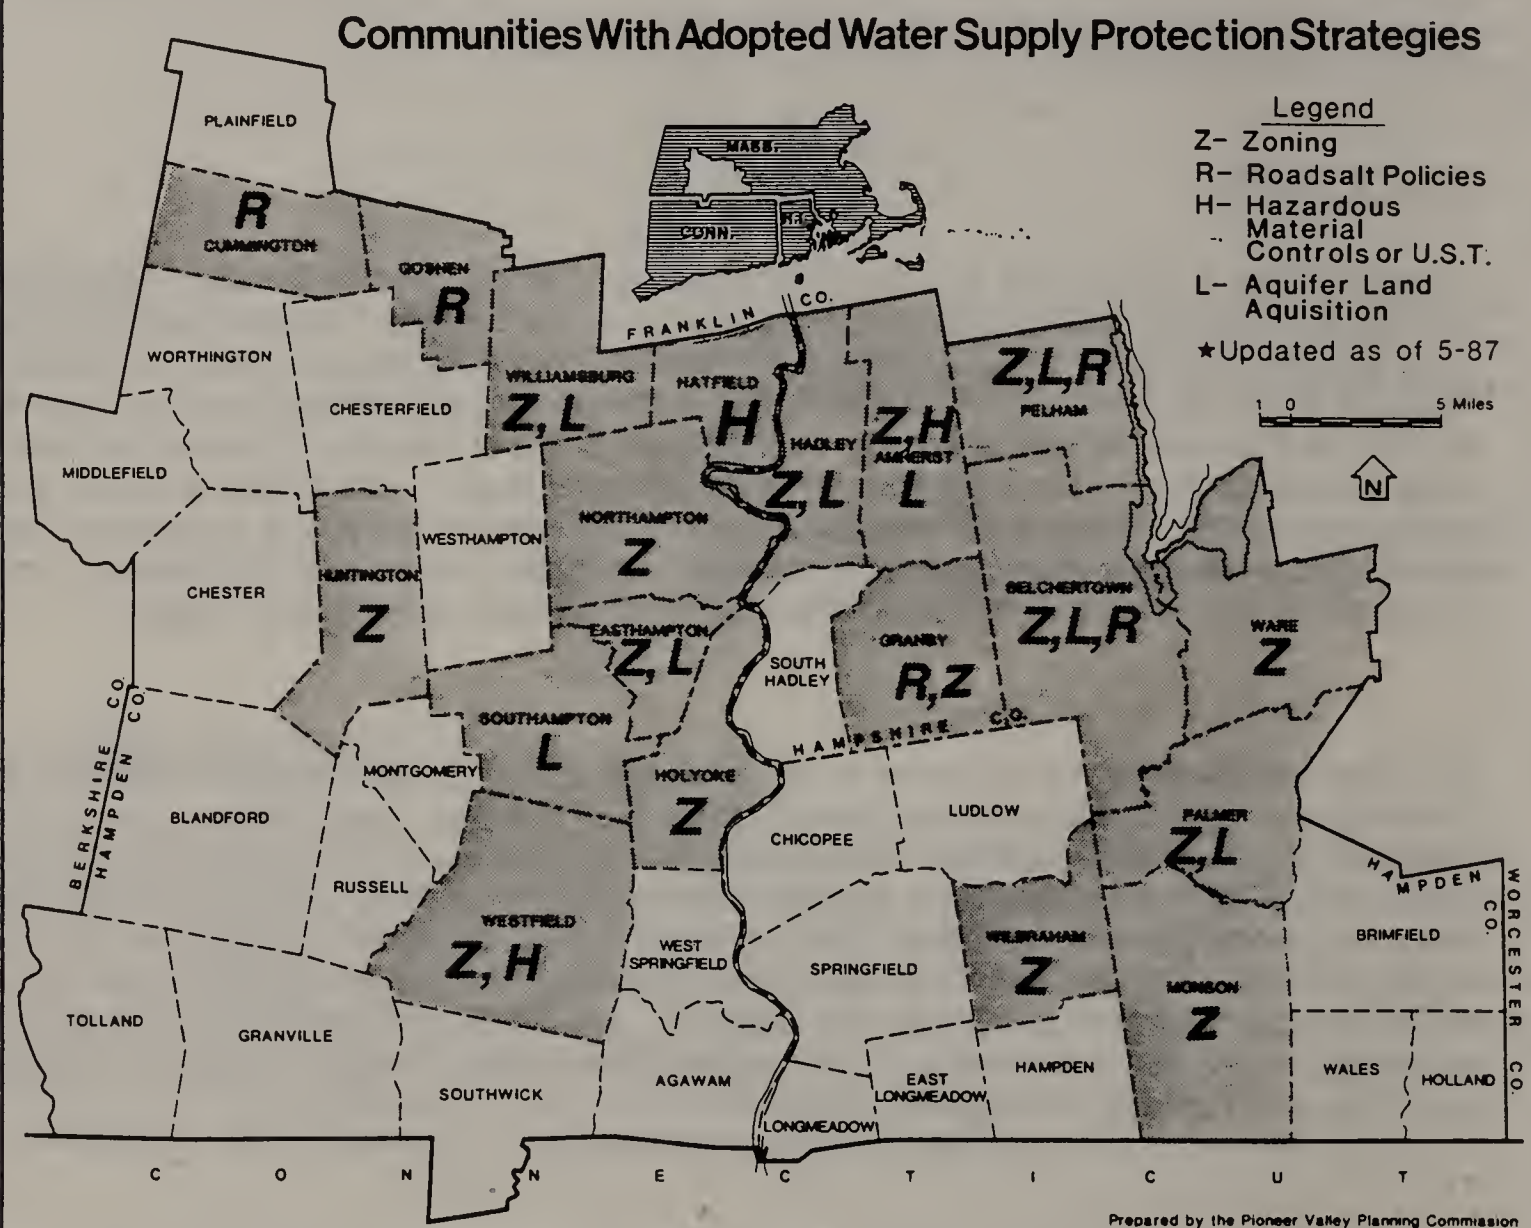 Communities With Adopted Water Supply Protection Strategies
Legend
Z- Zoning
R- Roadsalt Policies
H- Hazardous
Material
Controls or U.S.T.
L- Aquifer Land
Aquisition
★Updated as of 5-87
1 0 5 Miles
N
MASS.
CONN.
R.I.
PLAINFIELD
R
CUMMINGTON
GOSHEN
R
FRANKLIN CO.
WORTHINGTON
CHESTERFIELD
WILLIAMSBURG
Z, L
HATFIELD
H
HADLEY
Z, L
Z, H
AMHERST
L
Z, L, R
PELHAM
MIDDLEFIELD
CHESTER
HUNTINGTON
Z
WESTHAMPTON
NORTHAMPTON
Z
EASTHAMPTON
Z, L
SOUTH
HADLEY
GRANBY
R, Z
BELCHERTOWN
Z, L, R
WARE
Z
BERKSHIRE CO.
HAMPDEN CO.
HAMPSHIRE CO.
SOUTHAMPTON
L
MONTGOMERY
HOLYOKE
Z
BLANDFORD
RUSSELL
CHICOPEE
LUDLOW
PALMER
Z, L
HAMPDEN CO.
WORCESTER CO.
WESTFIELD
Z, H
WEST
SPRINGFIELD
SPRINGFIELD
WILBRAHAM
Z
MONSON
Z
BRIMFIELD
TOLLAND
GRANVILLE
SOUTHWICK
AGAWAM
LONGMEADOW
EAST
LONGMEADOW
HAMPDEN
WALES
HOLLAND
CONNECTICUT
Prepared by the Pioneer Valley Planning Commission